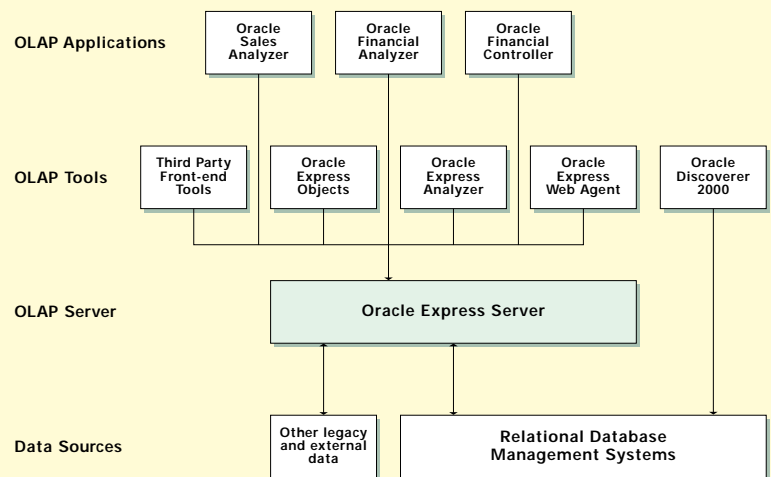 OLAP Applications
Oracle
Sales
Analyzer
Oracle
Financial
Analyzer
Oracle
Financial
Controller
OLAP Tools
Third Party
Front-end
Tools
Oracle
Express
Objects
Oracle
Express
Analyzer
Oracle
Express
Web Agent
Oracle
Discoverer
2000
OLAP Server
Oracle Express Server
Data Sources
Other legacy
and external
data
Relational Database
Management Systems